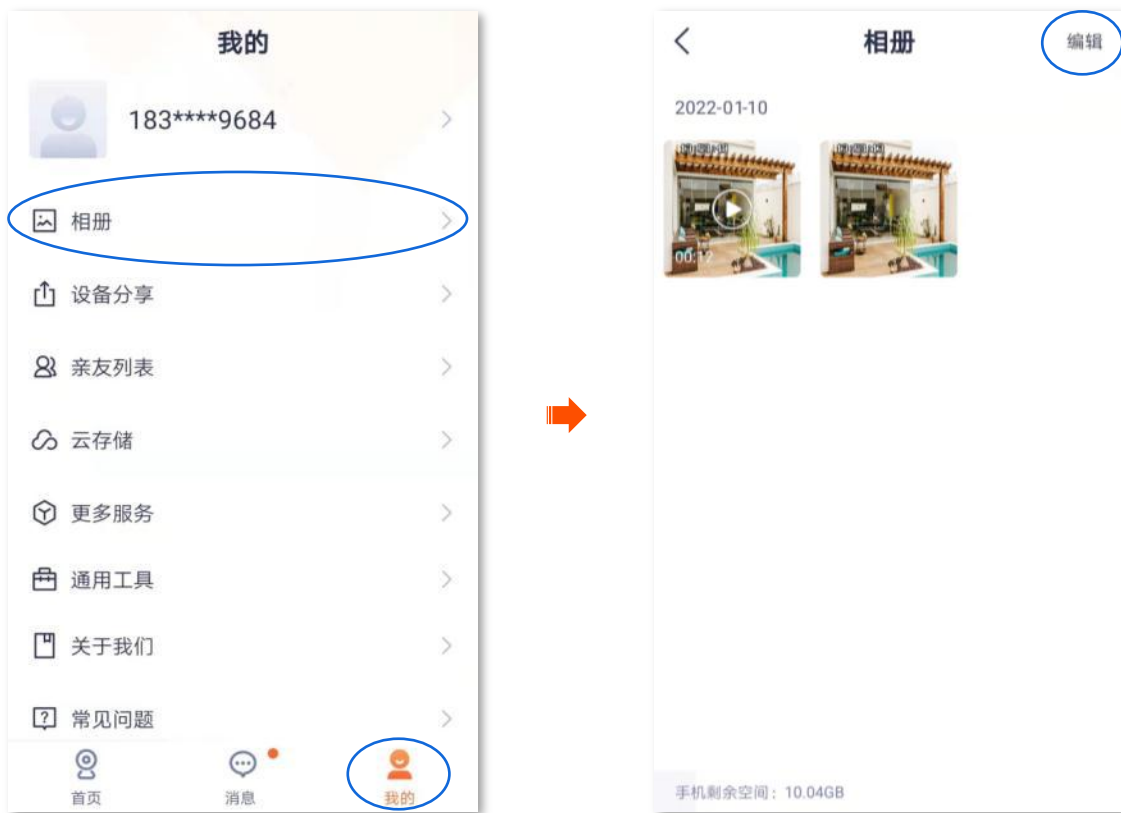 我的
183****9684
相册
设备分享
亲友列表
云存储
更多服务
通用工具
关于我们
常见问题
首页
消息
我的
相册
编辑
2022-01-10
00:12
手机剩余空间：10.04GB